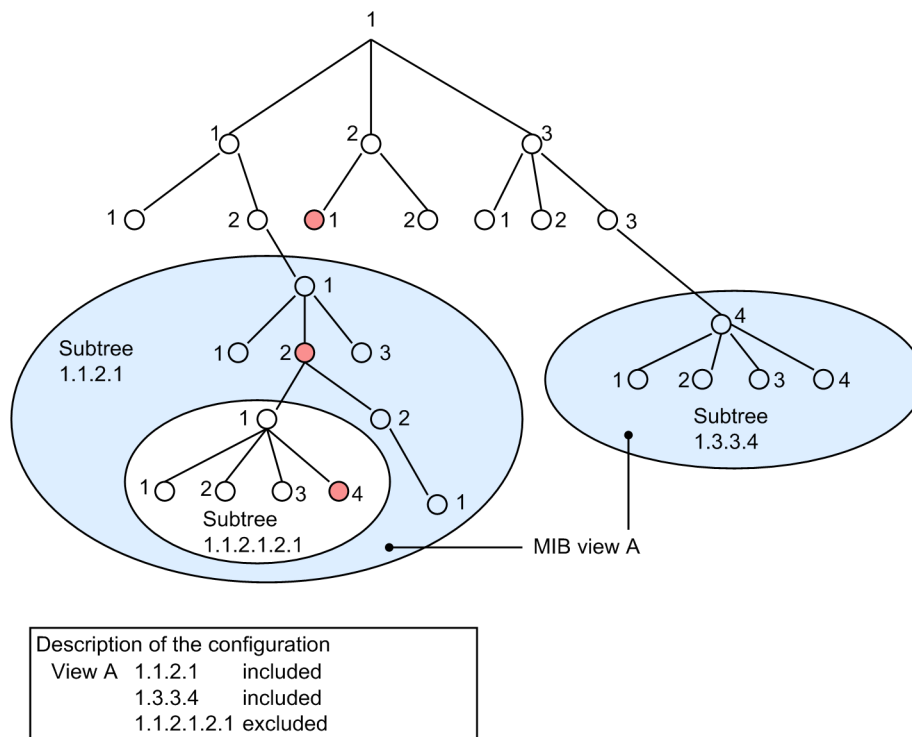 1
1 2 3
1 2 1 2 1 2 3
1 4
Subtree
1.1.2.1
1 2 3
1 2 3 4
1 2
Subtree
1.3.3.4
1 2 3 4
1
Subtree
1.1.2.1.2.1
MIB view A
Description of the configuration
View A 1.1.2.1 included
1.3.3.4 included
1.1.2.1.2.1 excluded